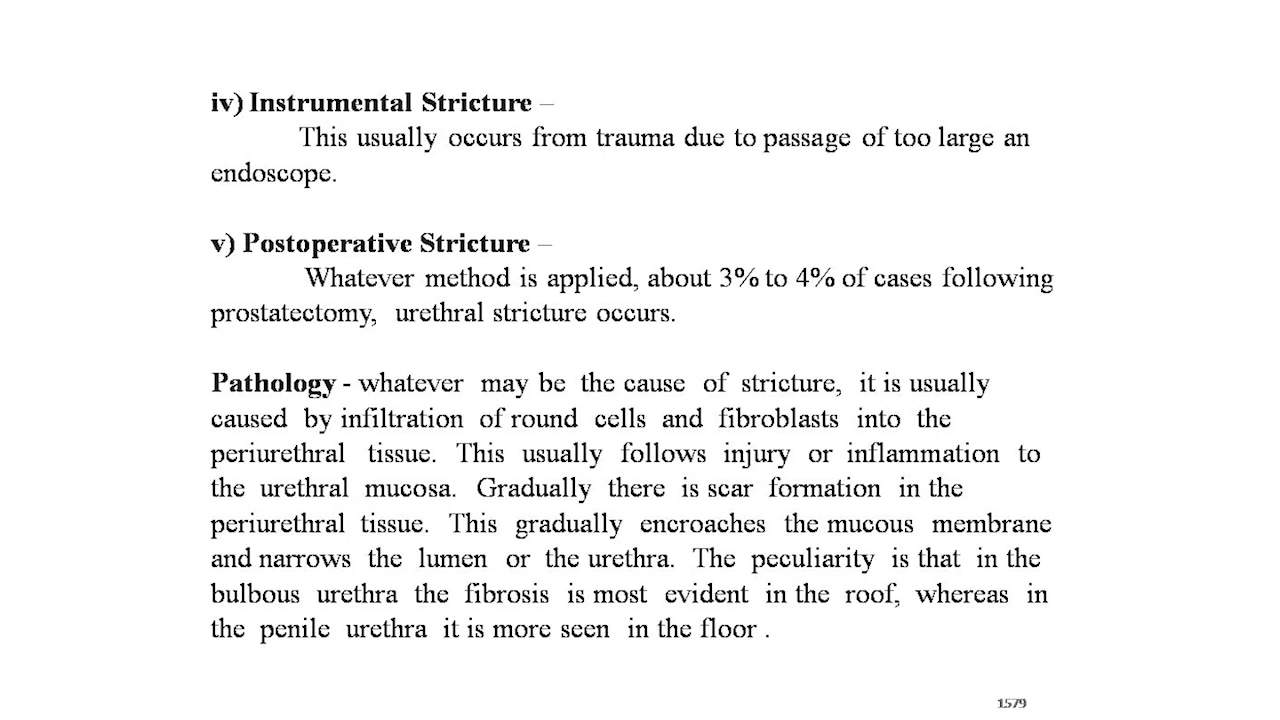 iv) Instrumental Stricture –
This usually occurs from trauma due to passage of too large an
endoscope.
v) Postoperative Stricture –
Whatever method is applied, about 3% to 4% of cases following
prostatectomy, urethral stricture occurs.
Pathology - whatever may be the cause of stricture, it is usually
caused by infiltration of round cells and fibroblasts into the
periurethral tissue. This usually follows injury or inflammation to
the urethral mucosa. Gradually there is scar formation in the
periurethral tissue. This gradually encroaches the mucous membrane
and narrows the lumen or the urethra. The peculiarity is that in the
bulbous urethra the fibrosis is most evident in the roof, whereas in
the penile urethra it is more seen in the floor .
1579